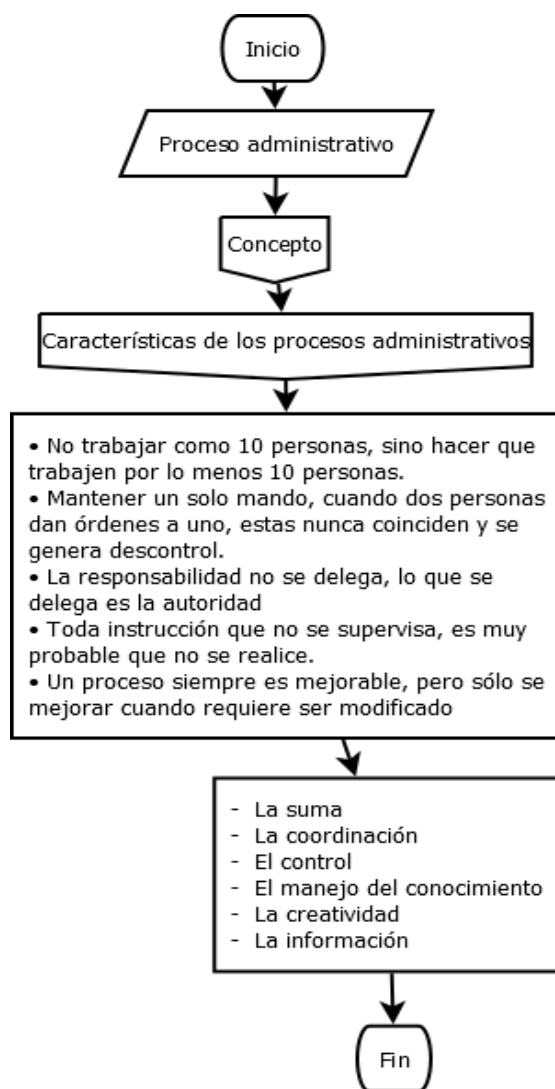 Inicio
Proceso administrativo
Concepto
Características de los procesos administrativos
• No trabajar como 10 personas, sino hacer que
trabajen por lo menos 10 personas.
• Mantener un solo mando, cuando dos personas
dan órdenes a uno, estas nunca coinciden y se
genera descontrol.
• La responsabilidad no se delega, lo que se
delega es la autoridad
• Toda instrucción que no se supervisa, es muy
probable que no se realice.
• Un proceso siempre es mejorable, pero sólo se
mejorar cuando requiere ser modificado
- La suma
- La coordinación
- El control
- El manejo del conocimiento
- La creatividad
- La información
Fin